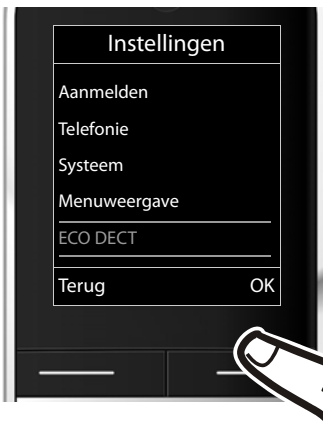 Instellingen
Aanmelden
Telefonie
Systeem
Menuweergave
ECO DECT
Terug OK